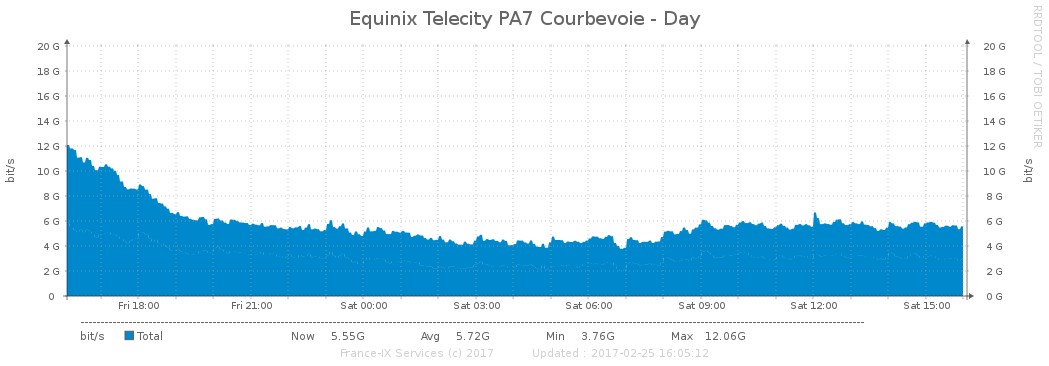 Equinix Telecity PA7 Courbevoie - Day
RRDTOOL / TOBI OETIKER
bit/s
20 G 20 G
18 G 18 G
16 G 16 G
14 G 14 G
12 G 12 G
10 G 10 G
8 G 8 G
6 G 6 G
4 G 4 G
2 G 2 G
0 0 G
bit/s
Fri 18:00 Fri 21:00 Sat 00:00 Sat 03:00 Sat 06:00 Sat 09:00 Sat 12:00 Sat 15:00
bit/s Total Now 5.55G Avg 5.72G Min 3.76G Max 12.06G
France-IX Services (c) 2017 Updated : 2017-02-25 16:05:12